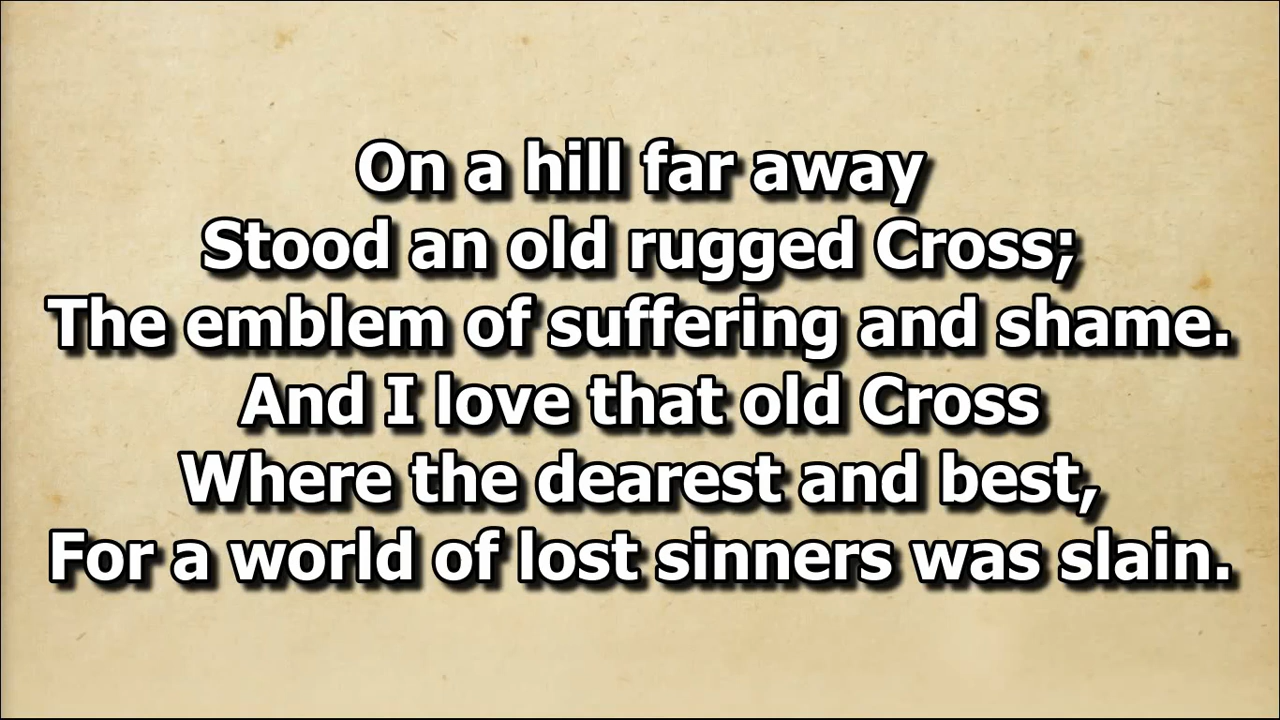 On a hill far away
Stood an old rugged Cross;
The emblem of suffering and shame.
And I love that old Cross
Where the dearest and best,
For a world of lost sinners was slain.